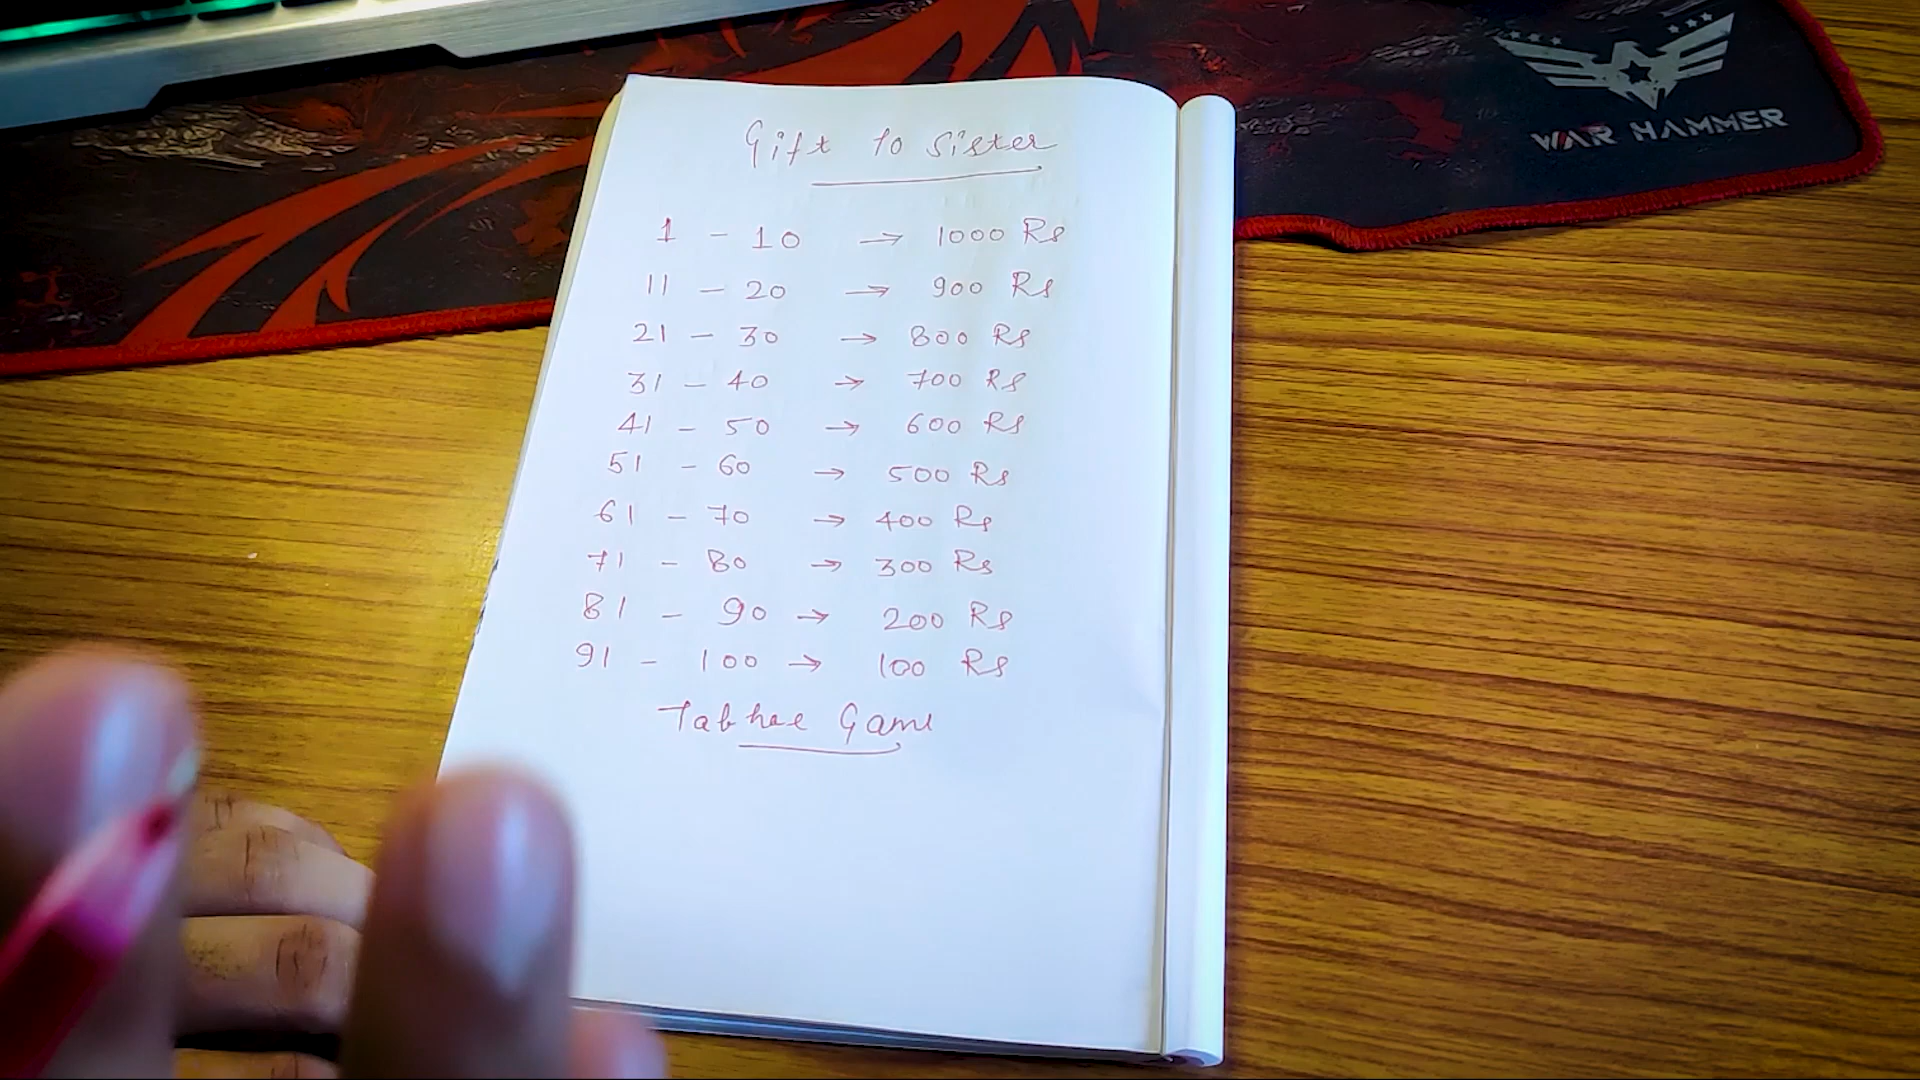 WAR HAMMER
Gift to Sister
1 - 10 → 1000 Rs
11 - 20 → 900 Rs
21 - 30 → 800 Rs
31 - 40 → 700 Rs
41 - 50 → 600 Rs
51 - 60 → 500 Rs
61 - 70 → 400 Rs
71 - 80 → 300 Rs
81 - 90 → 200 Rs
91 - 100 → 100 Rs
Game